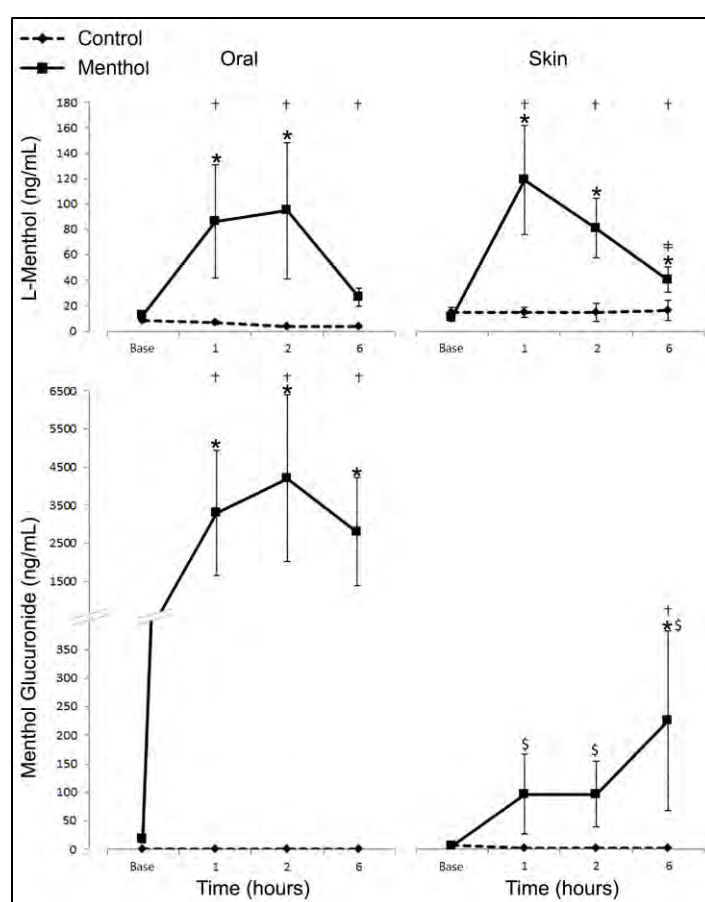 Control
Menthol
Oral
Skin
L-Menthol (ng/mL)
180
160
140
120
100
80
60
40
20
0
† † † † † †
* * * * ‡ *
Base 1 2 6 Base 1 2 6
Menthol Glucuronide (ng/mL)
6500
5500
4500
3500
2500
1500
350
300
250
200
150
100
50
0
† † † †
* * * *$
$ $
Base 1 2 6 Base 1 2 6
Time (hours) Time (hours)